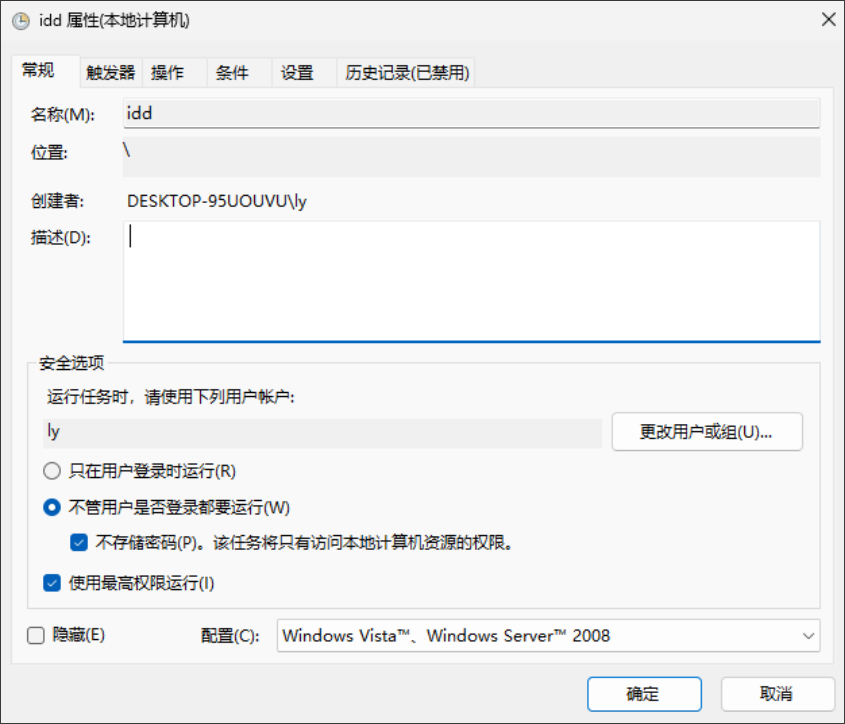 idd 属性(本地计算机)
常规 触发器 操作 条件 设置 历史记录(已禁用)
名称(M): idd
位置: \
创建者: DESKTOP-95UOUVU\ly
描述(D):
安全选项
运行任务时，请使用下列用户帐户:
ly 更改用户或组(U)...
只在用户登录时运行(R)
不管用户是否登录都要运行(W)
不存储密码(P)。该任务将只有访问本地计算机资源的权限。
使用最高权限运行(I)
隐藏(E) 配置(C): Windows Vista™、Windows Server™ 2008
确定 取消